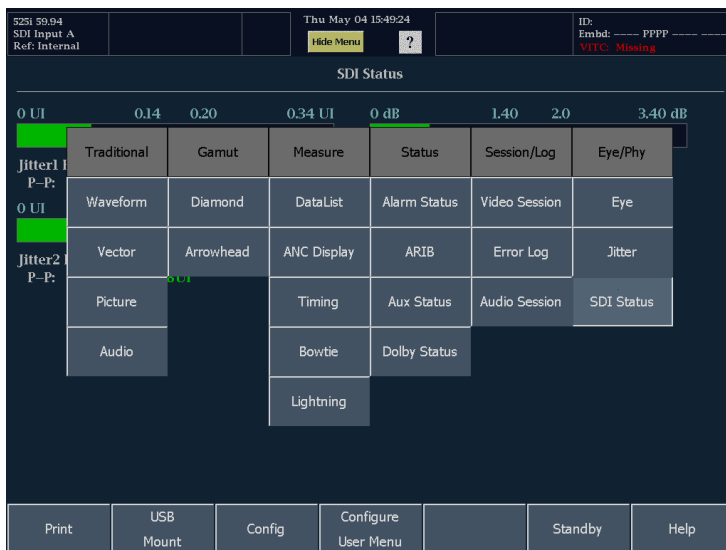 525i 59.94
SDI Input A
Ref: Internal
Thu May 04 15:49:24
Hide Menu
?
ID:
Embd: ---- PPPP ---- ----
VITC: Missing
SDI Status
0 UI 0.14 0.20 0.34 UI 0 dB 1.40 2.0 3.40 dB
Traditional Gamut Measure Status Session/Log Eye/Phy
Jitter1
P-P:
Waveform Diamond DataList Alarm Status Video Session Eye
0 UI
Vector Arrowhead ANC Display ARIB Error Log Jitter
Jitter2
P-P: UI
Picture Timing Aux Status Audio Session SDI Status
Audio Bowtie Dolby Status
Lightning
Print
USB Mount
Config
Configure User Menu
Standby
Help